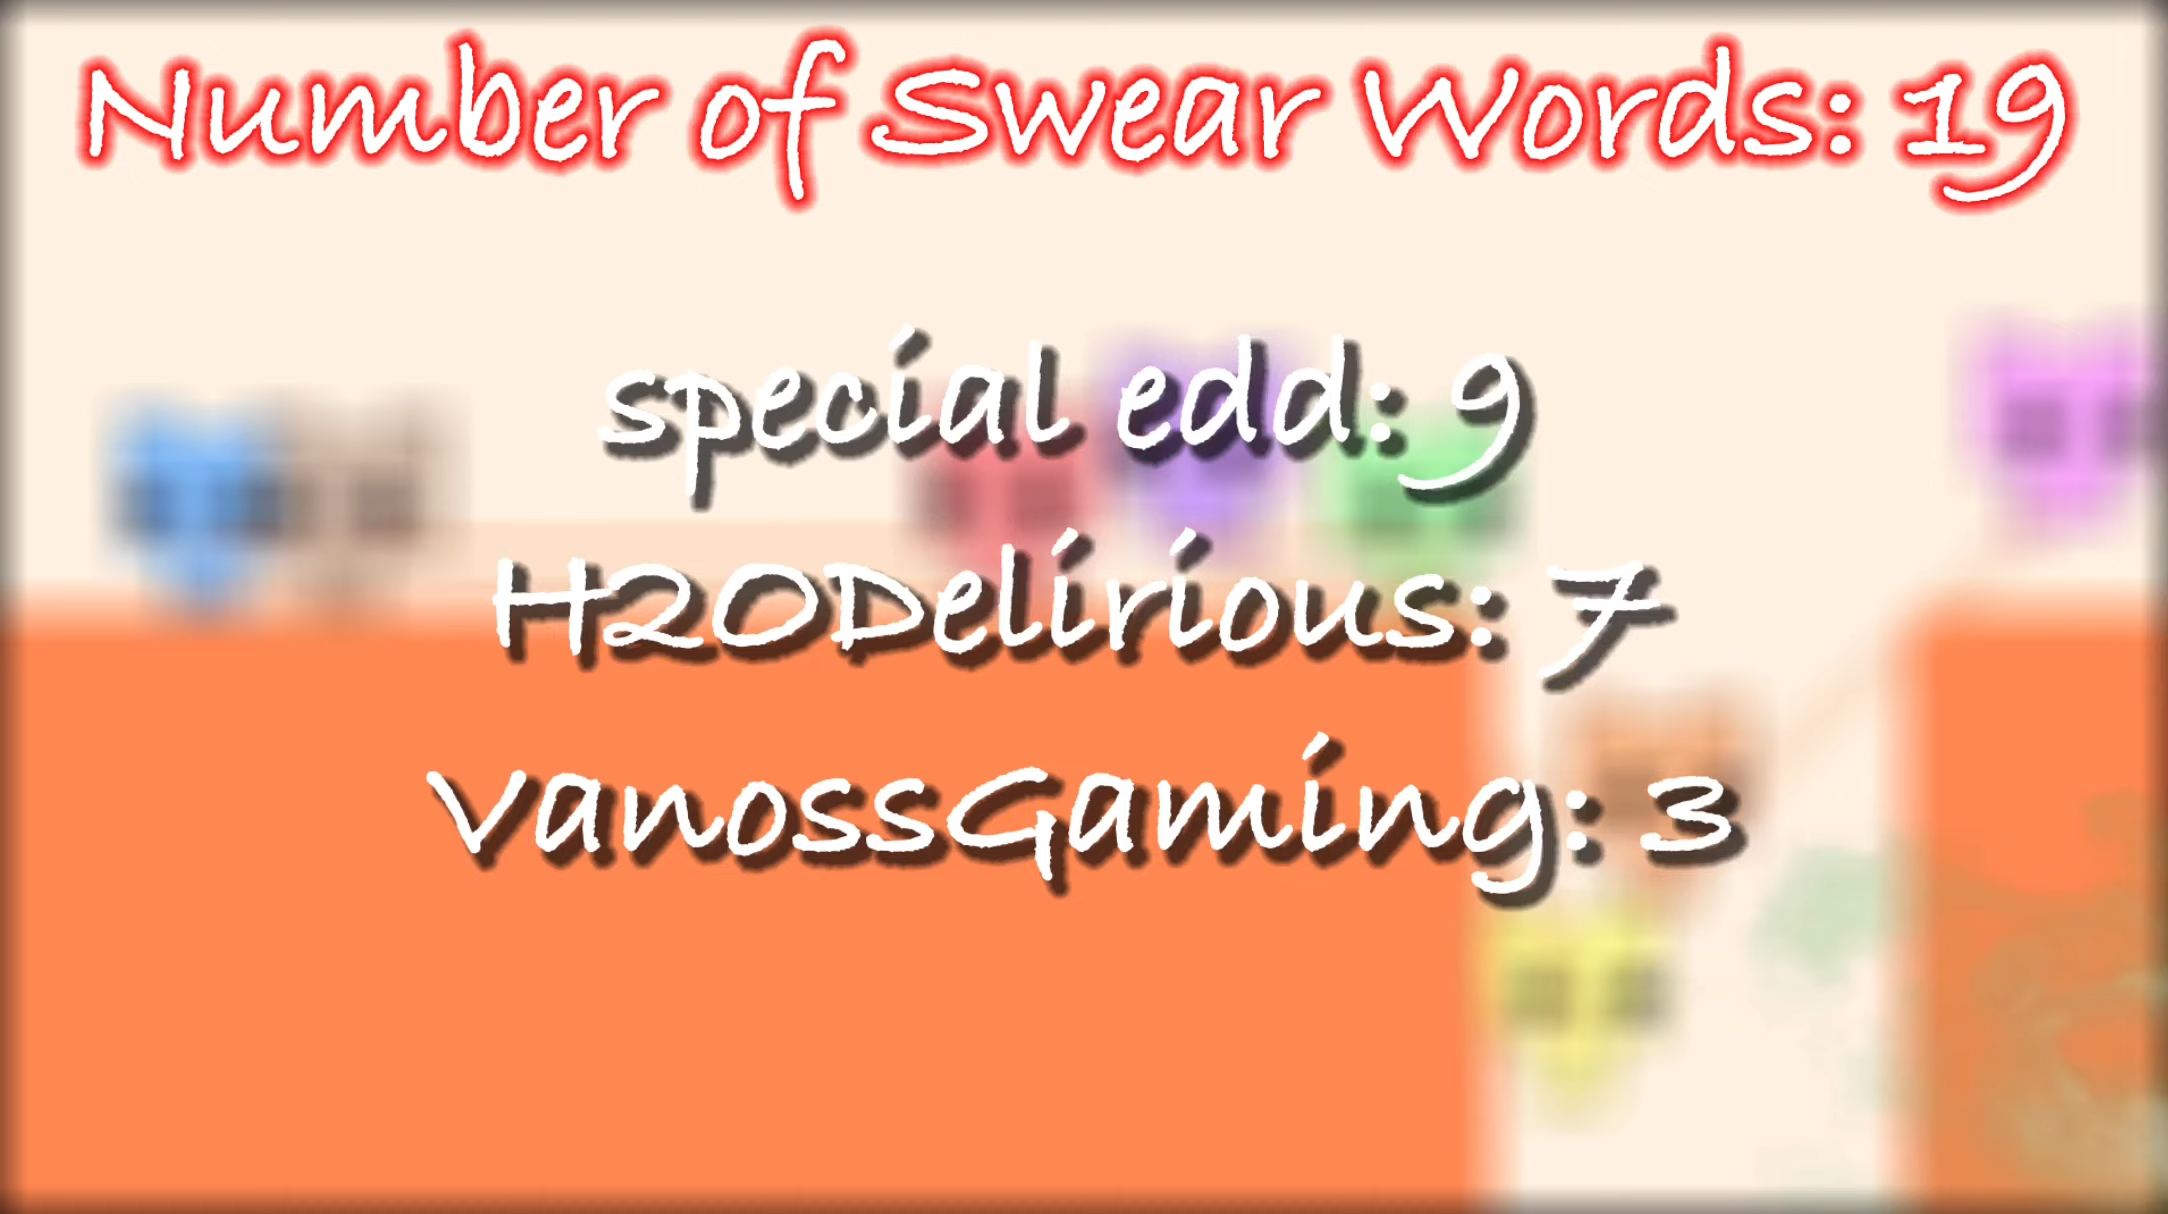 Number of Swear Words: 19
special edd: 9
H2ODelirious: 7
VanossGaming: 3